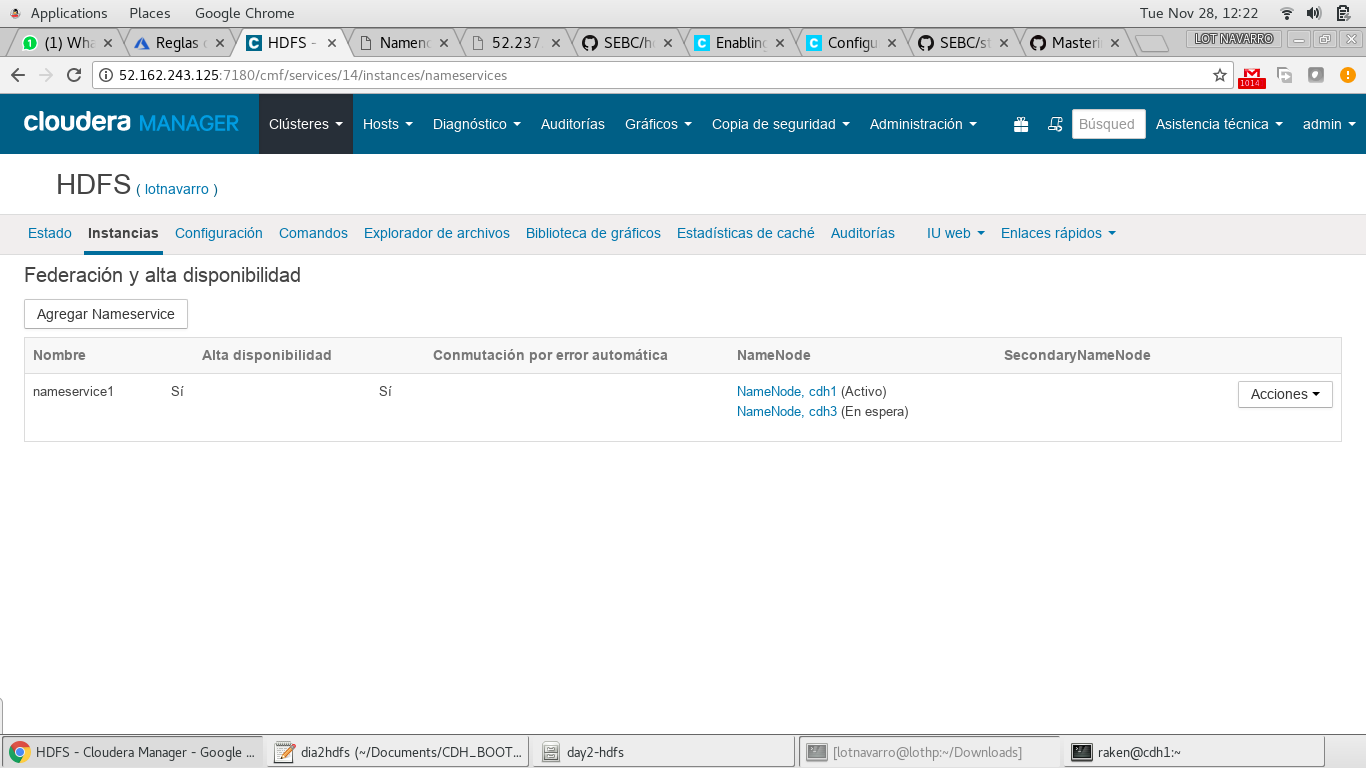 Applications Places Google Chrome Tue Nov 28, 12:22
(1) Wha Reglas HDFS - Namen 52.237. SEBC/h Enabling Configu SEBC/st Masteri LOT NAVARRO
52.162.243.125:7180/cmf/services/14/instances/nameservices 1014
cloudera MANAGER Clústeres Hosts Diagnóstico Auditorías Gráficos Copia de seguridad Administración Búsqued Asistencia técnica admin
HDFS ( lotnavarro )
Estado Instancias Configuración Comandos Explorador de archivos Biblioteca de gráficos Estadísticas de caché Auditorías IU web Enlaces rápidos
Federación y alta disponibilidad
Agregar Nameservice
Nombre Alta disponibilidad Conmutación por error automática NameNode SecondaryNameNode
nameservice1 Sí Sí NameNode, cdh1 (Activo) Acciones
NameNode, cdh3 (En espera)
HDFS - Cloudera Manager - Google ... dia2hdfs (~/Documents/CDH_BOOT... day2-hdfs [lotnavarro@lothp:~/Downloads] raken@cdh1:~